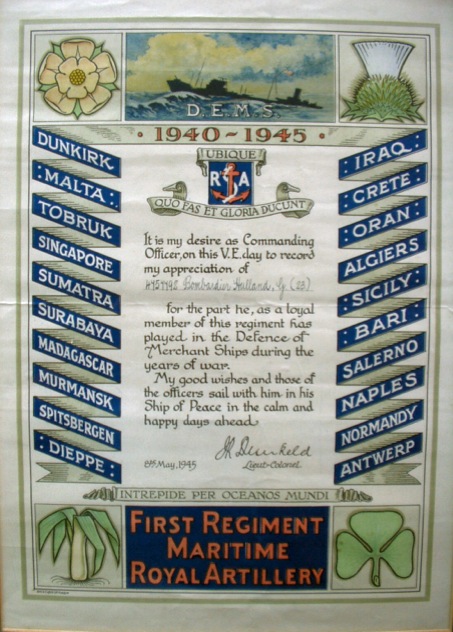 D.E.M.S.
· 1940~1945 ·
UBIQUE
R A
QUO FAS ET GLORIA DUCUNT
DUNKIRK
: MALTA :
TOBRUK
SINGAPORE
SUMATRA
SURABAYA
MADAGASCAR
MURMANSK
SPITSBERGEN
: DIEPPE :
It is my desire as Commanding
Officer, on this V.E. day to record
my appreciation of
Bombardier Holland, G. (SB)
for the part he, as a loyal
member of this regiment has
played in the Defence of
Merchant Ships during the
years of war.
My good wishes and those of
the officers sail with him in his
Ship of Peace in the calm and
happy days ahead.
8th May, 1945
Lieut-Colonel.
: IRAQ :
: CRETE :
: ORAN :
ALGIERS
: SICILY :
: BARI :
SALERNO
NAPLES
NORMANDY
ANTWERP
INTREPIDE PER OCEANOS MUNDI
FIRST REGIMENT
MARITIME
ROYAL ARTILLERY